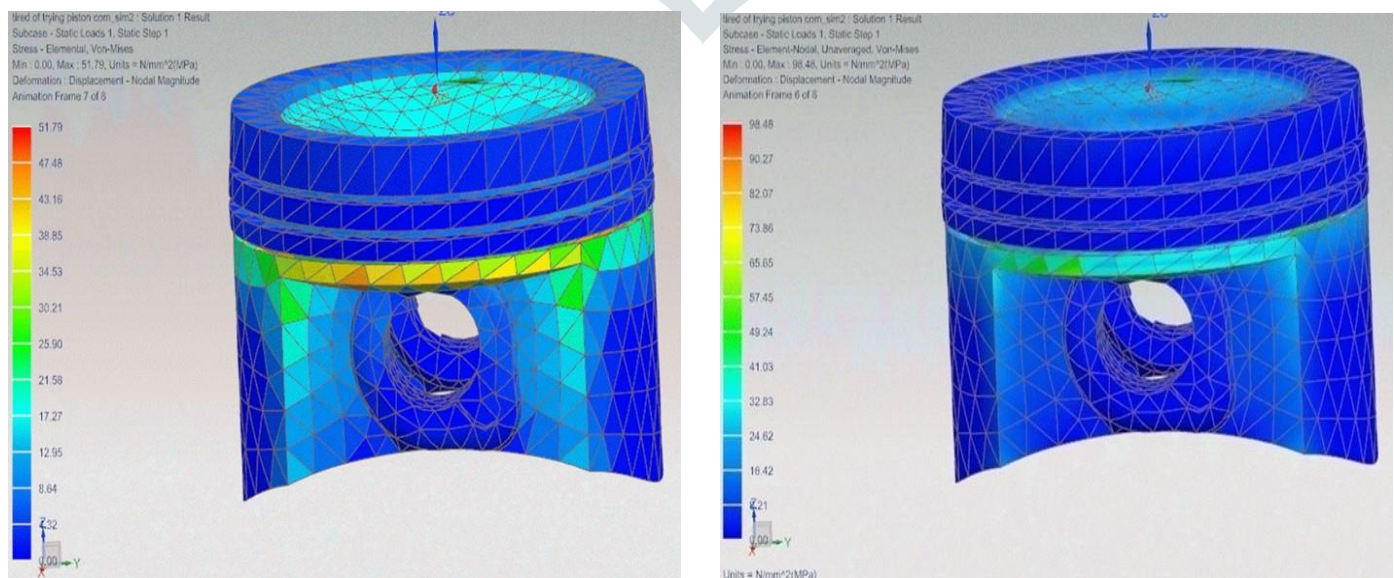 tired of trying piston com_sim2 : Solution 1 Result
Subcase - Static Loads 1, Static Step 1
Stress - Elemental, Von-Mises
Min : 0.00, Max : 51.79, Units = N/mm^2(MPa)
Deformation : Displacement - Nodal Magnitude
Animation Frame 7 of 8
51.79
47.48
43.16
38.85
34.53
30.21
25.90
21.58
17.27
12.95
8.64
4.32
0.00
Z
Y
X
tired of trying piston com_sim2 : Solution 1 Result
Subcase - Static Loads 1, Static Step 1
Stress - Element-Nodal, Unaveraged, Von-Mises
Min : 0.00, Max : 98.48, Units = N/mm^2(MPa)
Deformation : Displacement - Nodal Magnitude
Animation Frame 6 of 8
98.48
90.27
82.07
73.86
65.65
57.45
49.24
41.03
32.83
24.62
16.42
8.21
0.00
Z
Y
X
Units = N/mm^2(MPa)